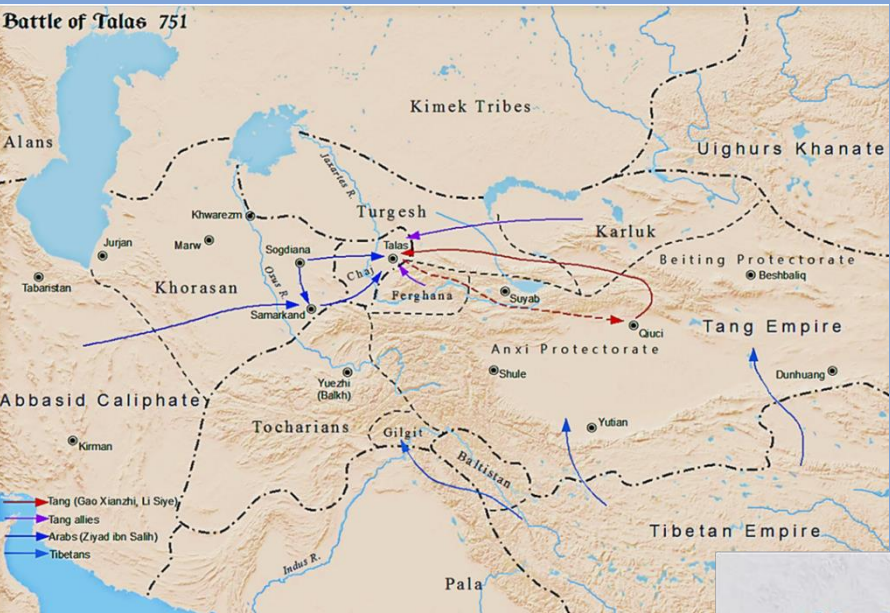 Battle of Talas 751
Kimek Tribes
Alans
Uighurs Khanate
Jaxartes R.
Khwarezm
Turgesh
Karluk
Jurjan
Marw
Sogdiana
Talas
Beiting Protectorate
Beshbaliq
Tabaristan
Khorasan
Oxus R.
Chaj
Ferghana
Suyab
Samarkand
Qiuci
Tang Empire
Anxi Protectorate
Yuezhi
(Balkh)
Shule
Dunhuang
Abbasid Caliphate
Tocharians
Gilgit
Yutian
Kirman
Baltistan
Tang (Gao Xianzhi, Li Siye)
Tang allies
Arabs (Ziyad ibn Salih)
Tibetans
Tibetan Empire
Indus R.
Pala